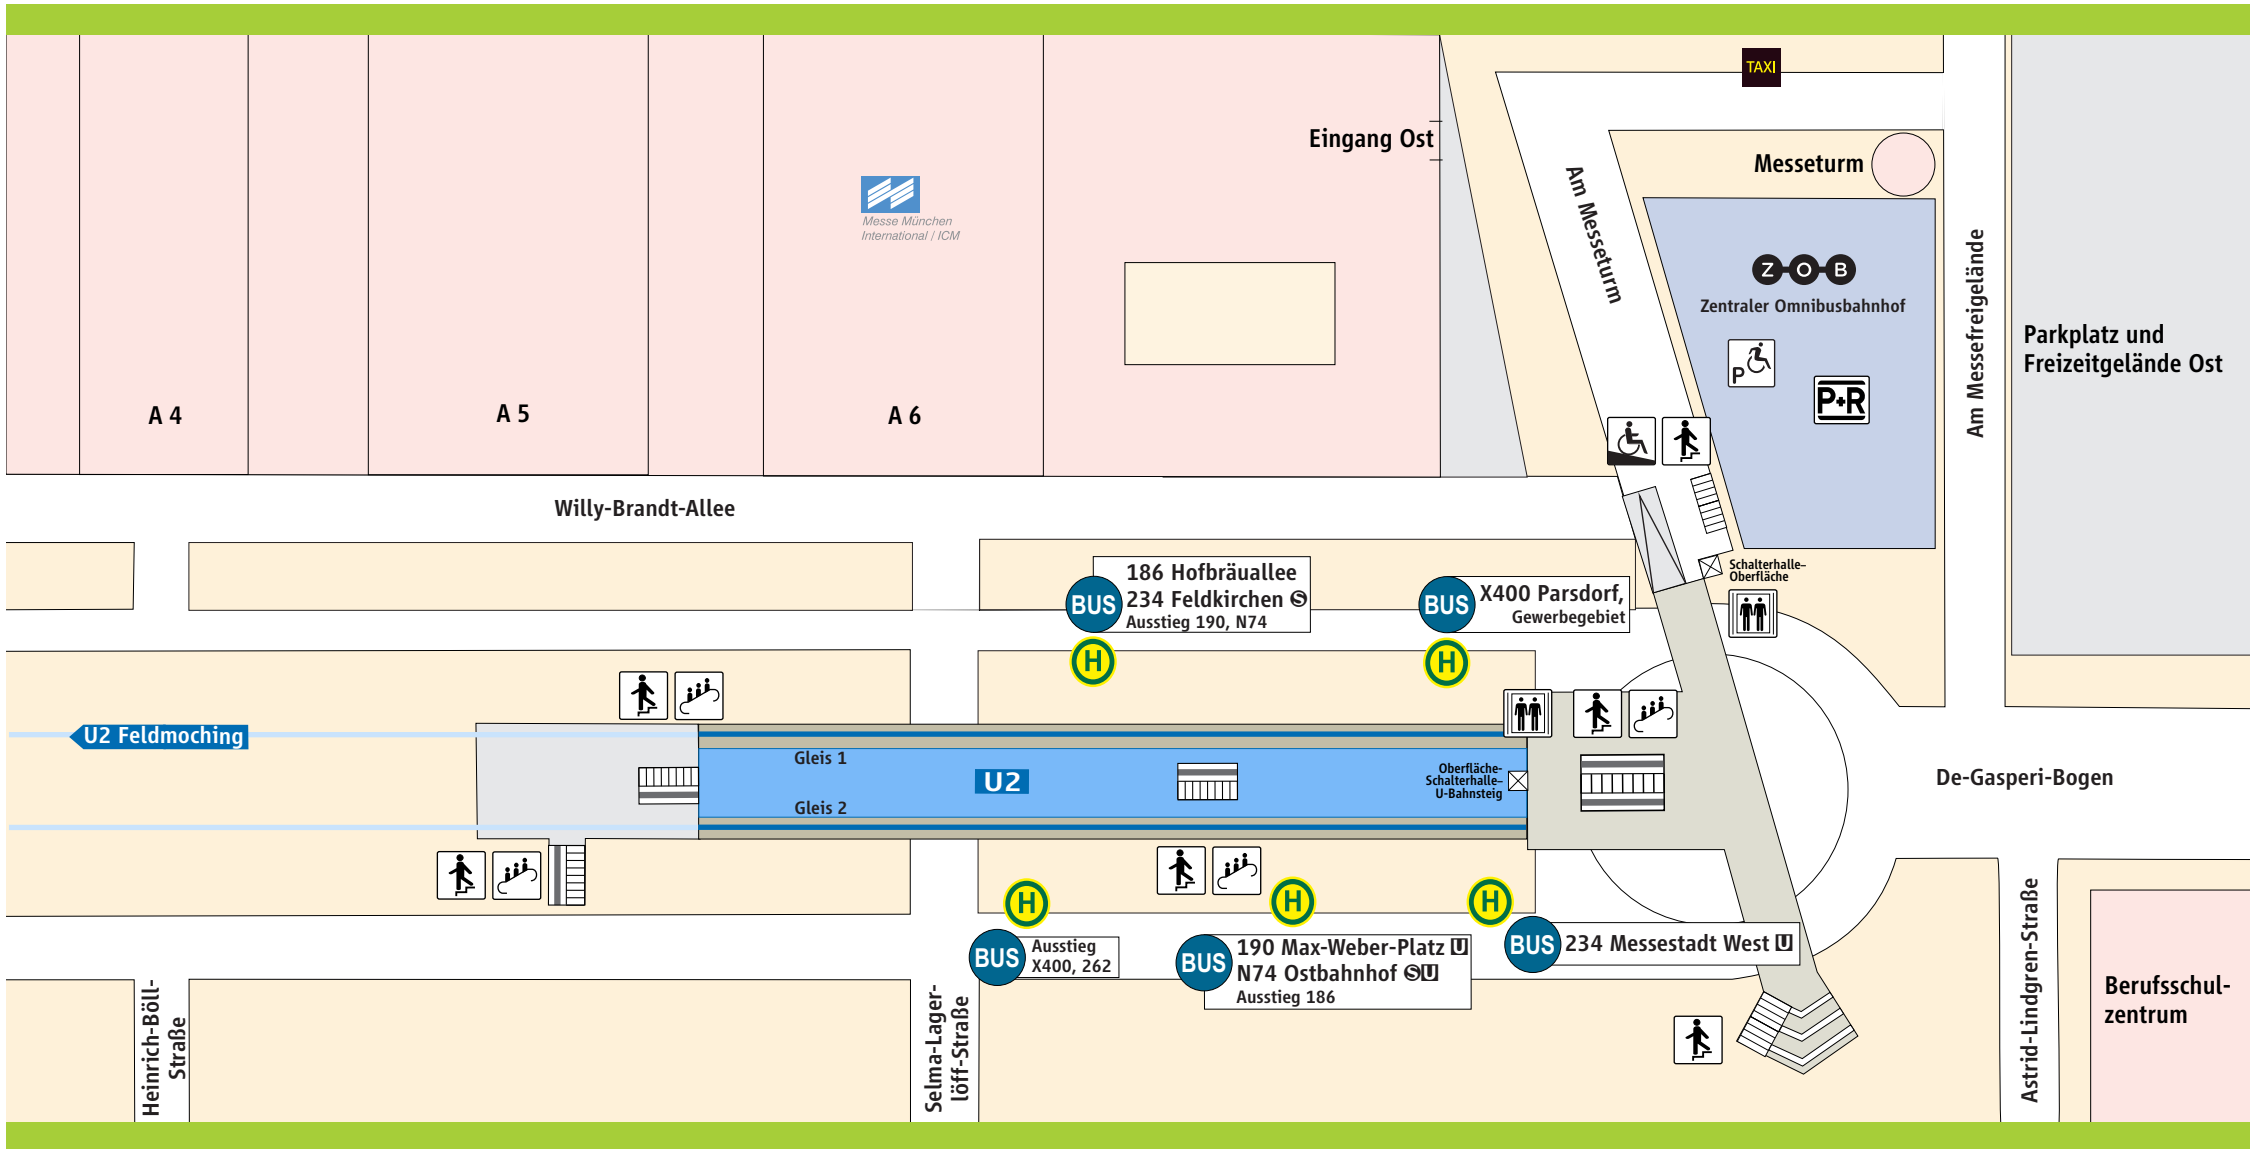 TAXI
Eingang Ost
Messeturm
Am Messeturm
Messe München
International / ICM
Z O B
Zentraler Omnibusbahnhof
Am Messefreigelände
Parkplatz und
Freizeitgelände Ost
P
P+R
A 4
A 5
A 6
Willy-Brandt-Allee
Schalterhalle-
Oberfläche
BUS
186 Hofbräuallee
234 Feldkirchen S
Ausstieg 190, N74
H
BUS
X400 Parsdorf,
Gewerbegebiet
H
U2 Feldmoching
Gleis 1
U2
Gleis 2
Oberfläche-
Schalterhalle-
U-Bahnsteig
De-Gasperi-Bogen
H
BUS
Ausstieg
X400, 262
H
BUS
190 Max-Weber-Platz U
N74 Ostbahnhof S U
Ausstieg 186
H
BUS
234 Messestadt West U
Heinrich-Böll-
Straße
Selma-Lager-
löff-Straße
Astrid-Lindgren-Straße
Berufsschul-
zentrum